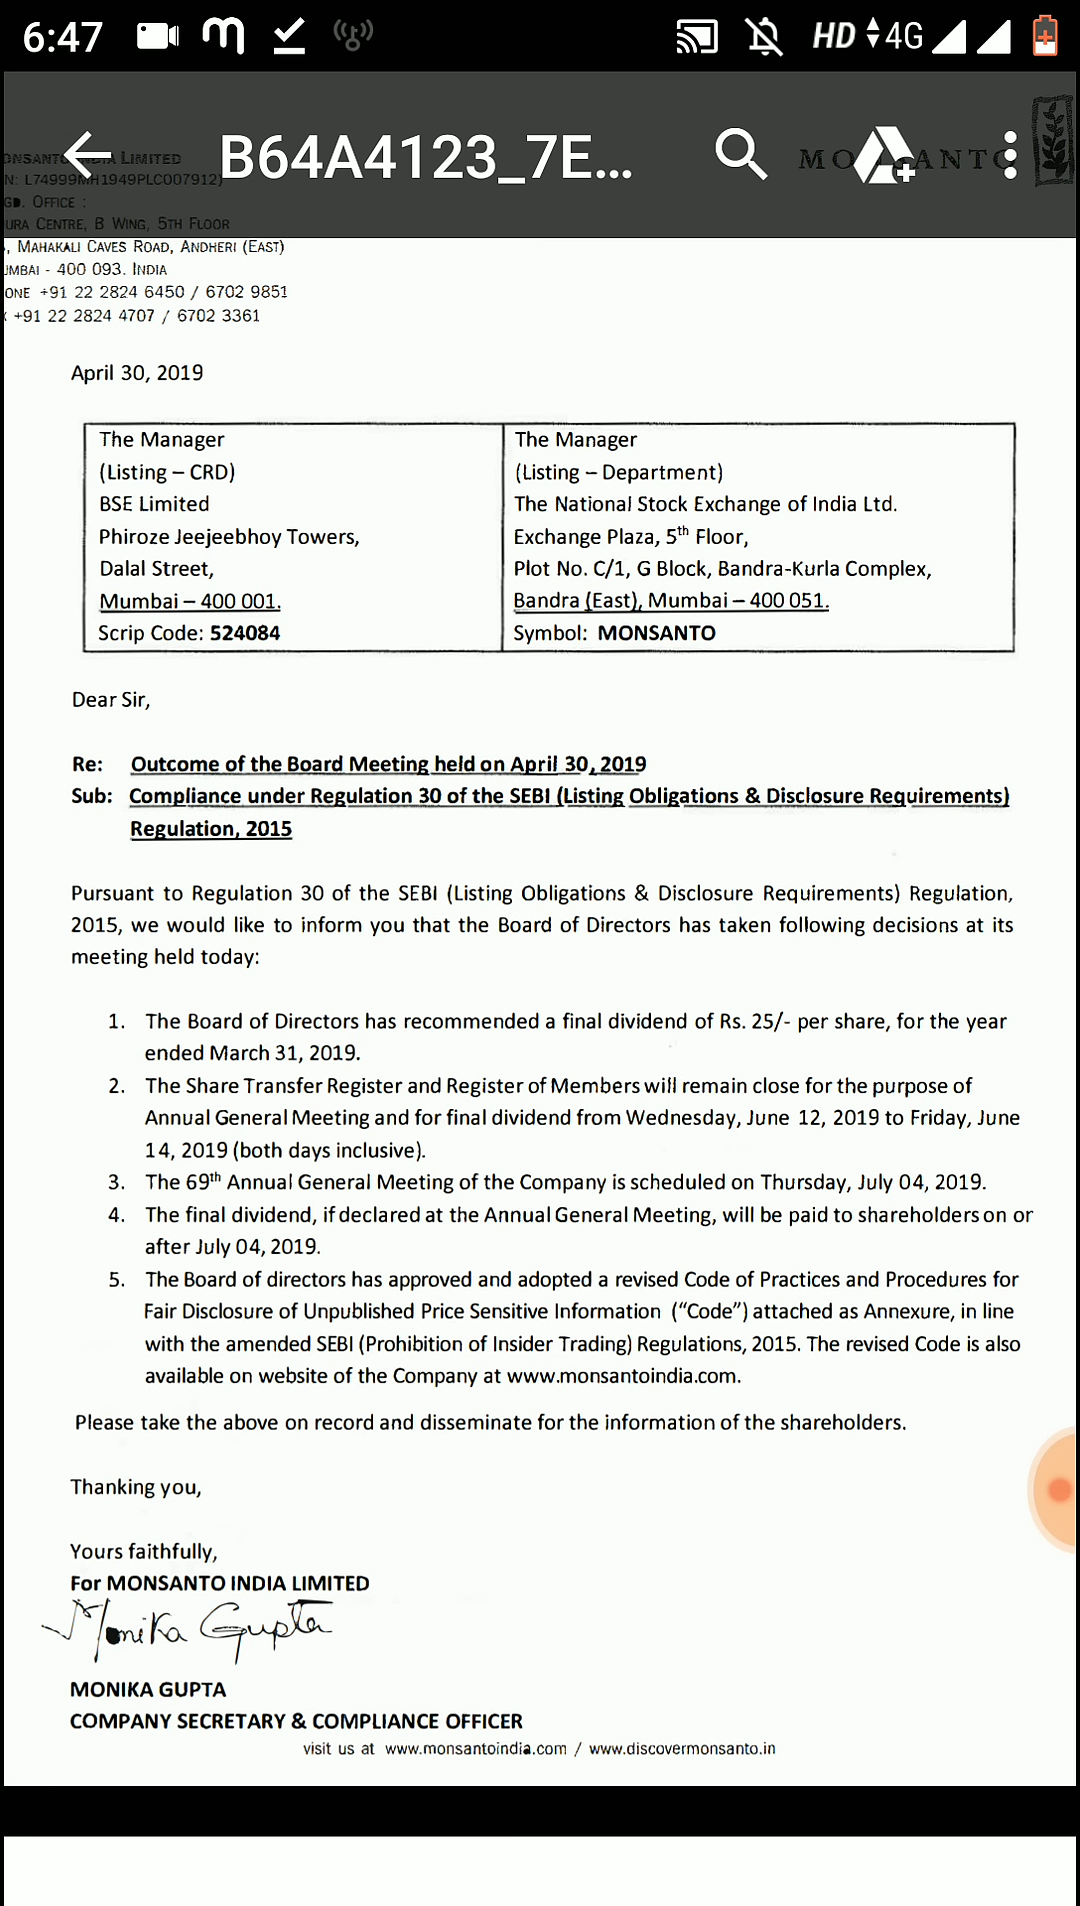 6:47 HD 4G
B64A4123_7E...
LIMITED
L74999MH1949PLC007912)
OFFICE :
CENTRE, B WING, 5TH FLOOR
, MAHAKALI CAVES ROAD, ANDHERI (EAST)
- 400 093. INDIA
+91 22 2824 6450 / 6702 9851
+91 22 2824 4707 / 6702 3361
April 30, 2019
The Manager
(Listing – CRD)
BSE Limited
Phiroze Jeejeebhoy Towers,
Dalal Street,
Mumbai – 400 001.
Scrip Code: 524084
The Manager
(Listing – Department)
The National Stock Exchange of India Ltd.
Exchange Plaza, 5th Floor,
Plot No. C/1, G Block, Bandra-Kurla Complex,
Bandra (East), Mumbai – 400 051.
Symbol: MONSANTO
Dear Sir,
Re: Outcome of the Board Meeting held on April 30, 2019
Sub: Compliance under Regulation 30 of the SEBI (Listing Obligations & Disclosure Requirements)
Regulation, 2015
Pursuant to Regulation 30 of the SEBI (Listing Obligations & Disclosure Requirements) Regulation,
2015, we would like to inform you that the Board of Directors has taken following decisions at its
meeting held today:
1. The Board of Directors has recommended a final dividend of Rs. 25/- per share, for the year
ended March 31, 2019.
2. The Share Transfer Register and Register of Members will remain close for the purpose of
Annual General Meeting and for final dividend from Wednesday, June 12, 2019 to Friday, June
14, 2019 (both days inclusive).
3. The 69th Annual General Meeting of the Company is scheduled on Thursday, July 04, 2019.
4. The final dividend, if declared at the Annual General Meeting, will be paid to shareholders on or
after July 04, 2019.
5. The Board of directors has approved and adopted a revised Code of Practices and Procedures for
Fair Disclosure of Unpublished Price Sensitive Information (“Code”) attached as Annexure, in line
with the amended SEBI (Prohibition of Insider Trading) Regulations, 2015. The revised Code is also
available on website of the Company at www.monsantoindia.com.
Please take the above on record and disseminate for the information of the shareholders.
Thanking you,
Yours faithfully,
For MONSANTO INDIA LIMITED
Monika Gupta
MONIKA GUPTA
COMPANY SECRETARY & COMPLIANCE OFFICER
visit us at www.monsantoindia.com / www.discovermonsanto.in